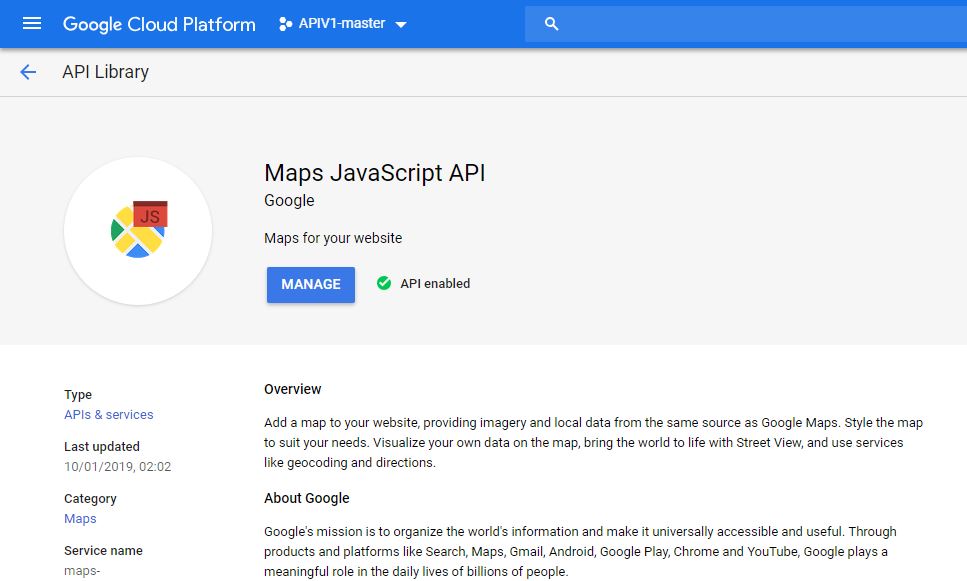 Google Cloud Platform
APIV1-master
API Library
JS
Maps JavaScript API
Google
Maps for your website
MANAGE
API enabled
Type
APIs & services
Last updated
10/01/2019, 02:02
Category
Maps
Service name
maps-
Overview
Add a map to your website, providing imagery and local data from the same source as Google Maps. Style the map
to suit your needs. Visualize your own data on the map, bring the world to life with Street View, and use services
like geocoding and directions.
About Google
Google's mission is to organize the world's information and make it universally accessible and useful. Through
products and platforms like Search, Maps, Gmail, Android, Google Play, Chrome and YouTube, Google plays a
meaningful role in the daily lives of billions of people.